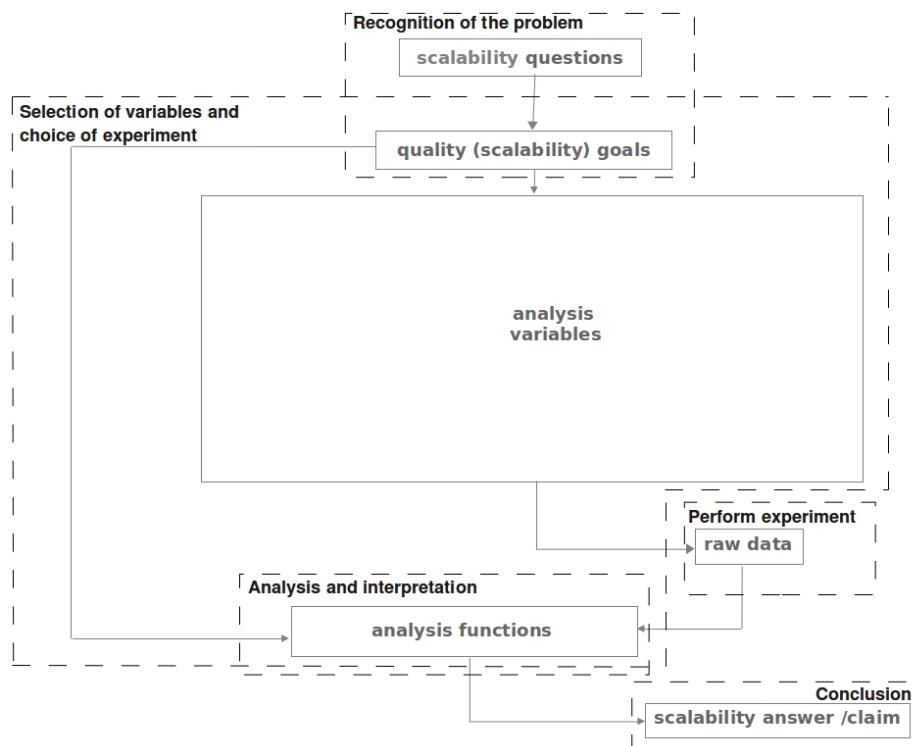 Recognition of the problem
scalability questions
Selection of variables and
choice of experiment
quality (scalability) goals
analysis
variables
Perform experiment
raw data
Analysis and interpretation
analysis functions
Conclusion
scalability answer /claim